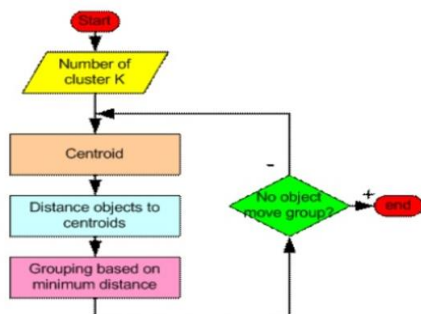 Start
Number of
cluster K
Centroid
Distance objects to
centroids
Grouping based on
minimum distance
-
No object
move group?
+
end